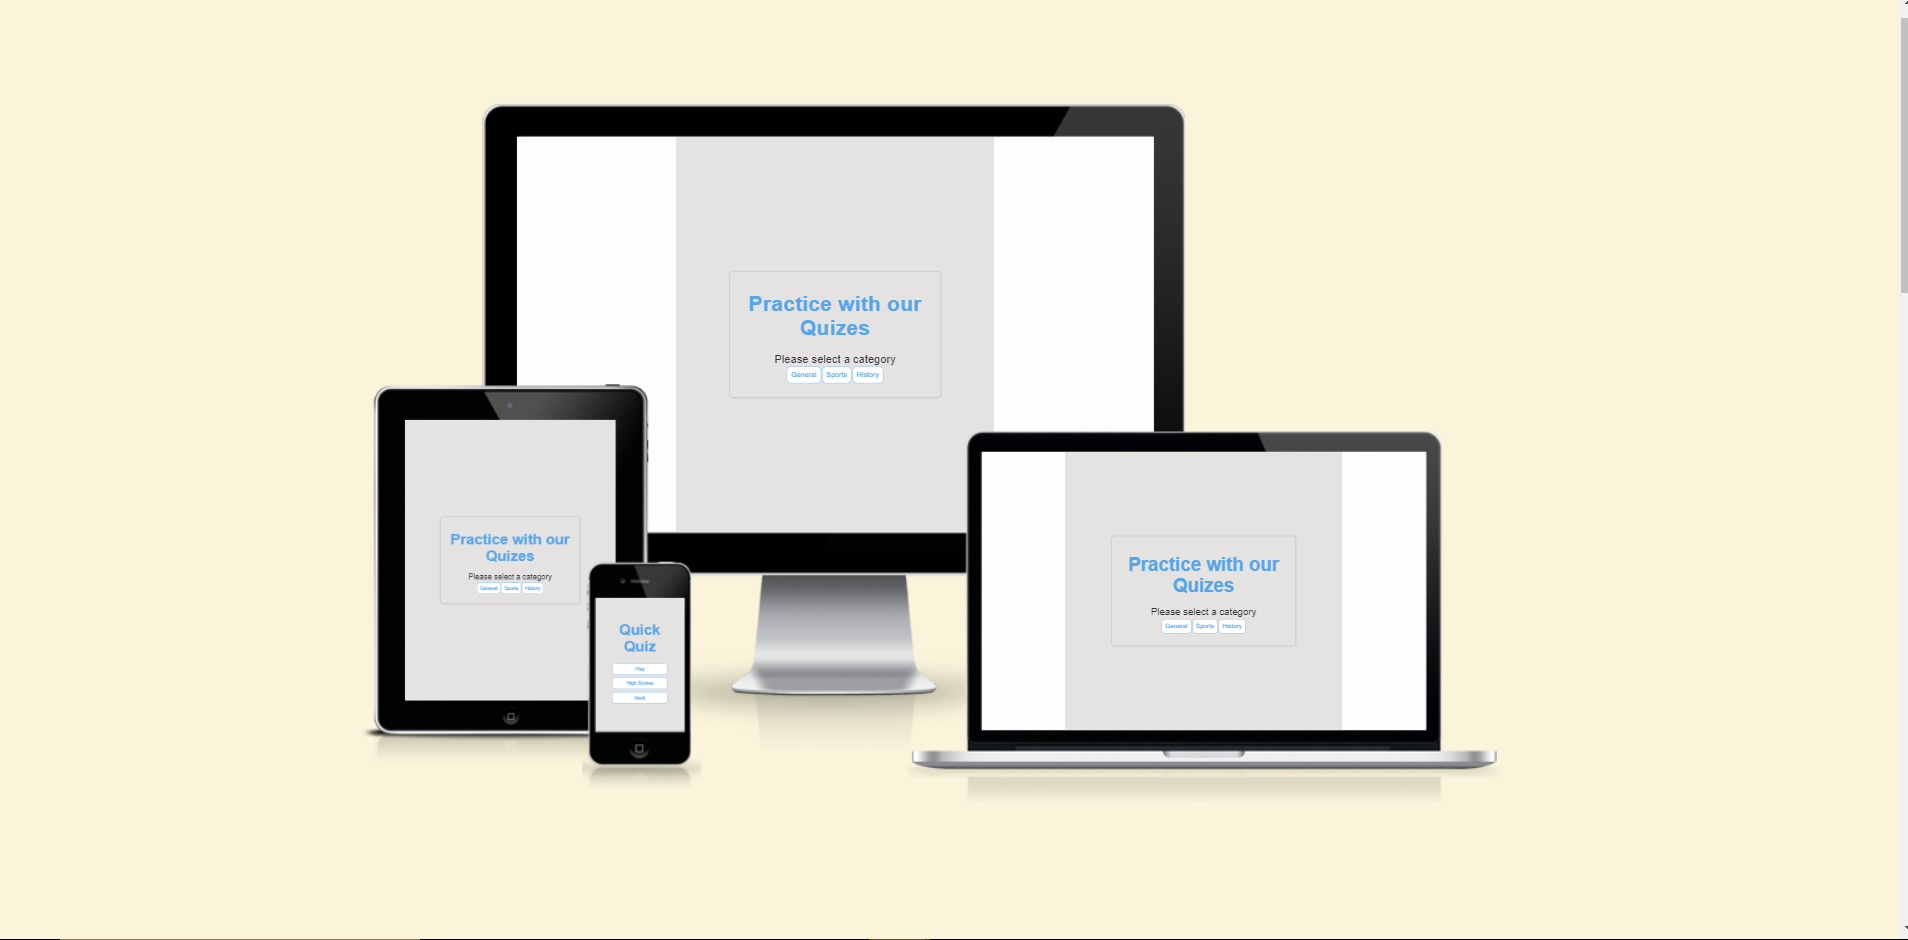 Practice with our
Quizes
Please select a category
General Sports History
Practice with our
Quizes
Please select a category
General Sports History
Quick
Quiz
Play
High Scores
Back
Practice with our
Quizes
Please select a category
General Sports History